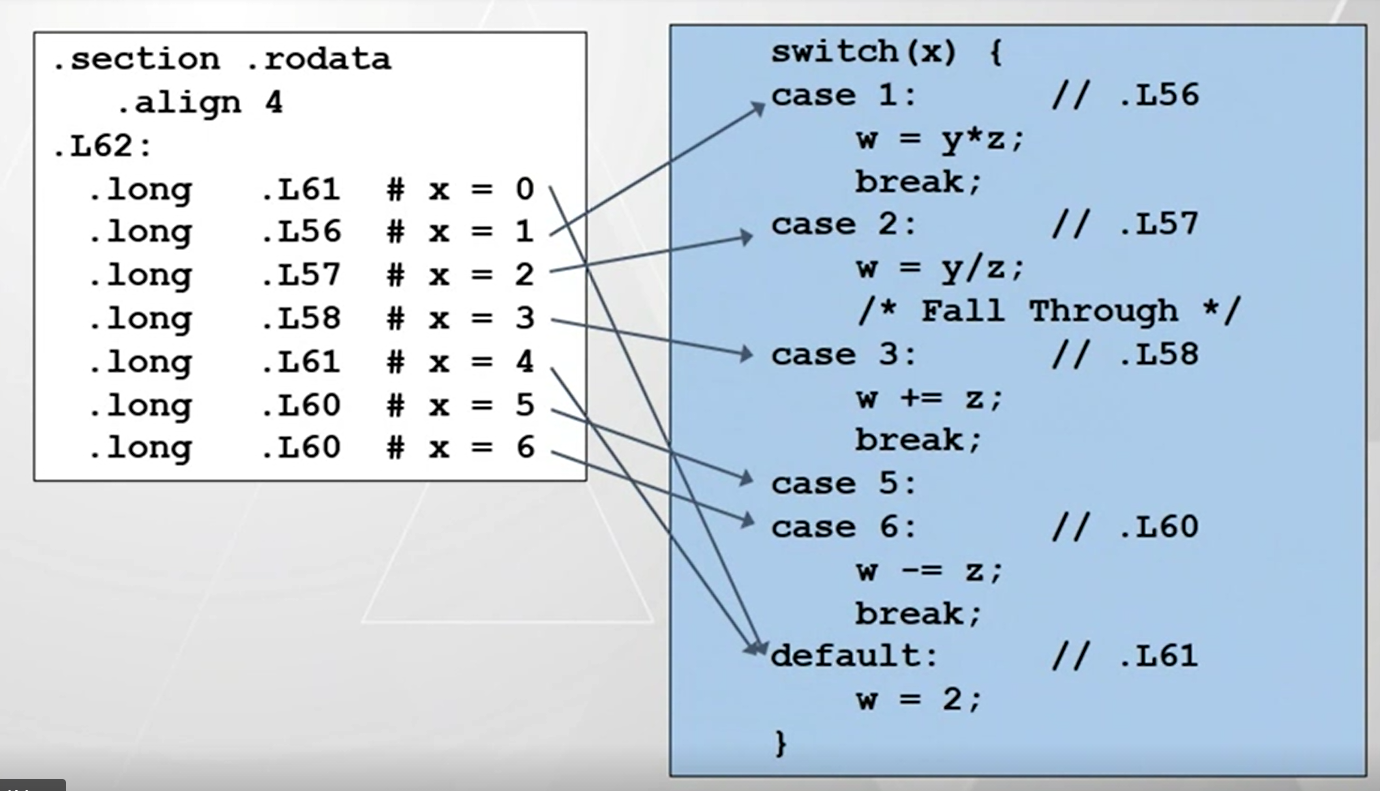 .section .rodata
.align 4
.L62:
.long .L61 # x = 0
.long .L56 # x = 1
.long .L57 # x = 2
.long .L58 # x = 3
.long .L61 # x = 4
.long .L60 # x = 5
.long .L60 # x = 6
switch(x) {
case 1: // .L56
w = y*z;
break;
case 2: // .L57
w = y/z;
/* Fall Through */
case 3: // .L58
w += z;
break;
case 5:
case 6: // .L60
w -= z;
break;
default: // .L61
w = 2;
}